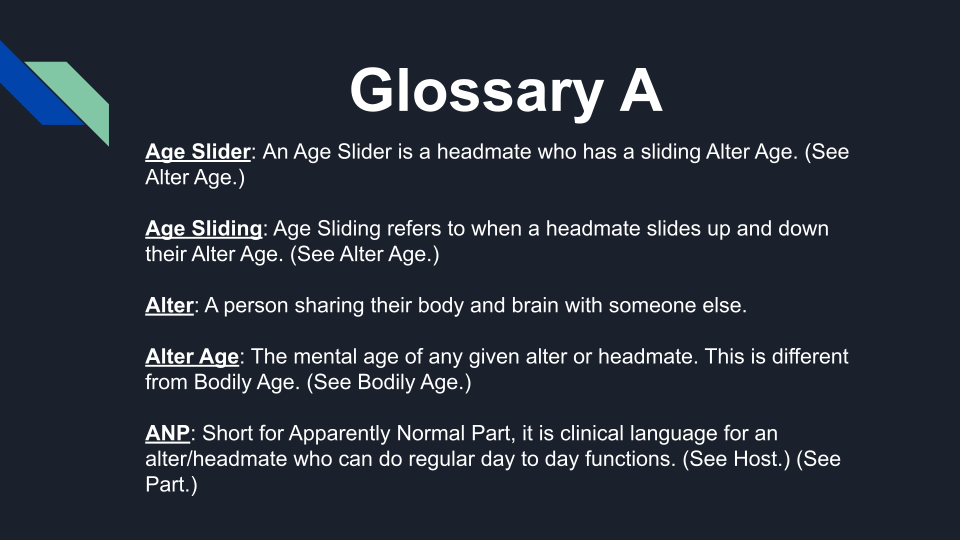 Glossary A
Age Slider: An Age Slider is a headmate who has a sliding Alter Age. (See
Alter Age.)
Age Sliding: Age Sliding refers to when a headmate slides up and down
their Alter Age. (See Alter Age.)
Alter: A person sharing their body and brain with someone else.
Alter Age: The mental age of any given alter or headmate. This is different
from Bodily Age. (See Bodily Age.)
ANP: Short for Apparently Normal Part, it is clinical language for an
alter/headmate who can do regular day to day functions. (See Host.) (See
Part.)